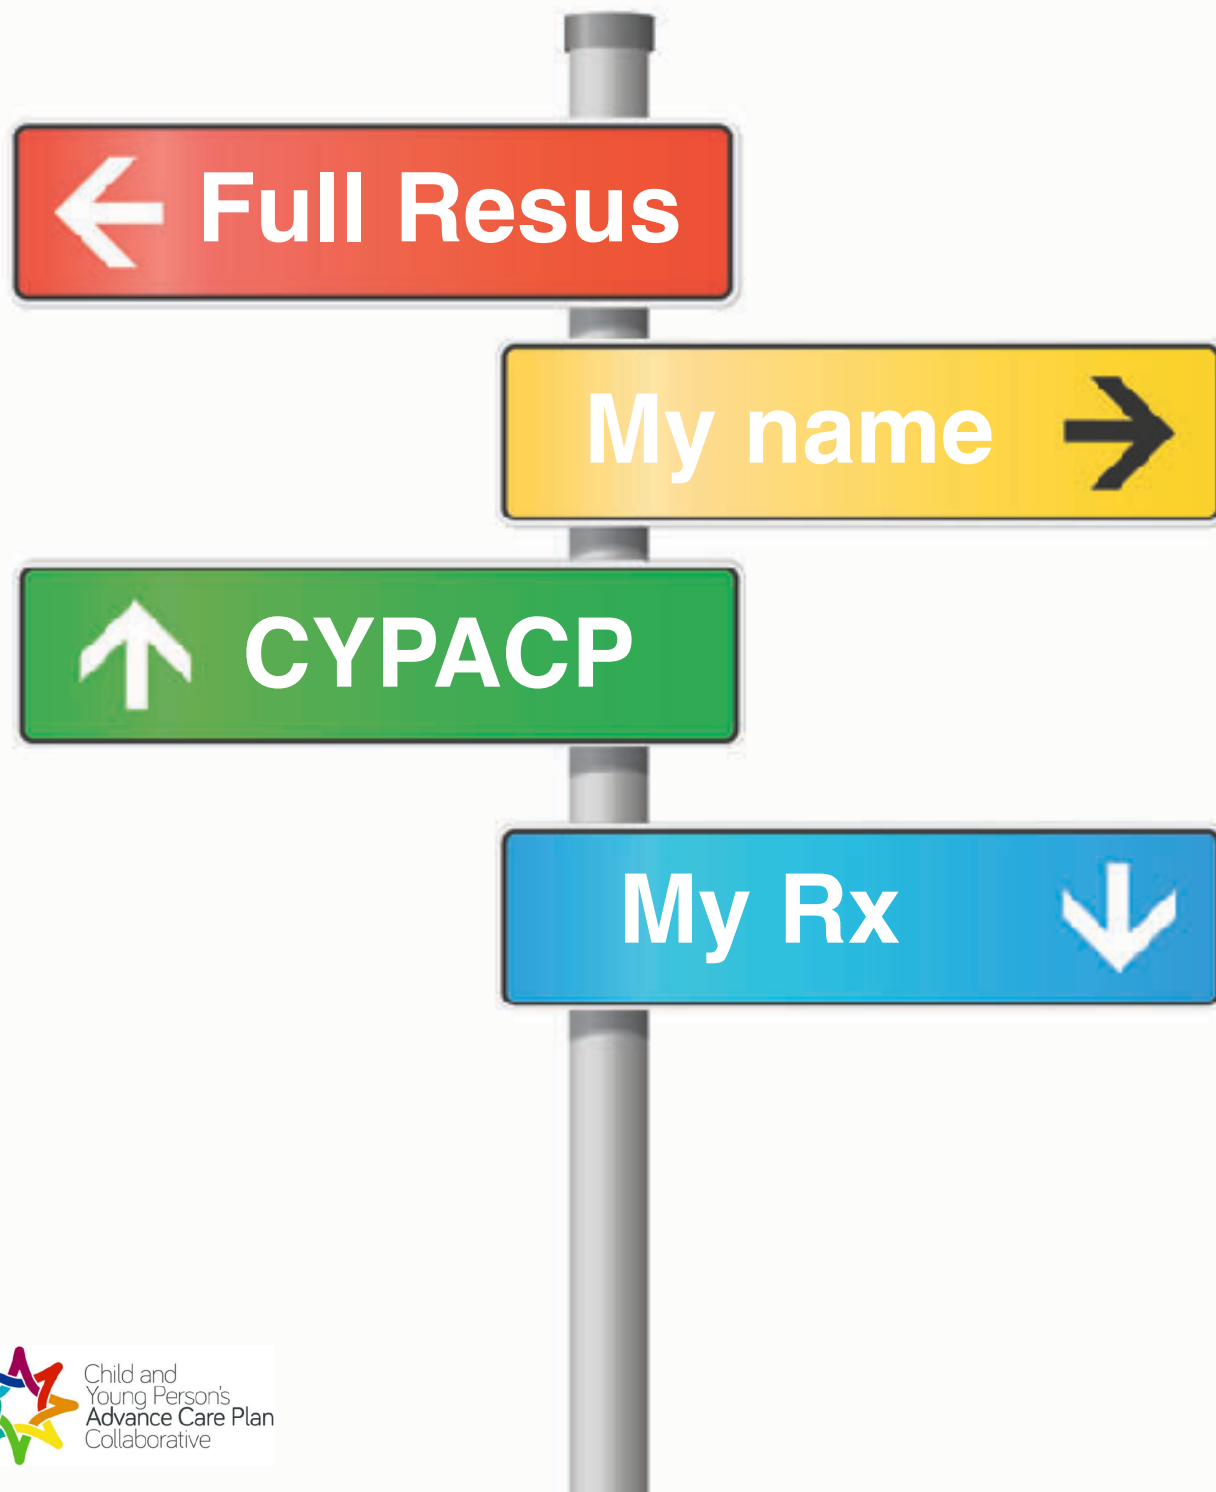 Full Resus
My name
CYPACP
My Rx
Child and
Young Person's
Advance Care Plan
Collaborative